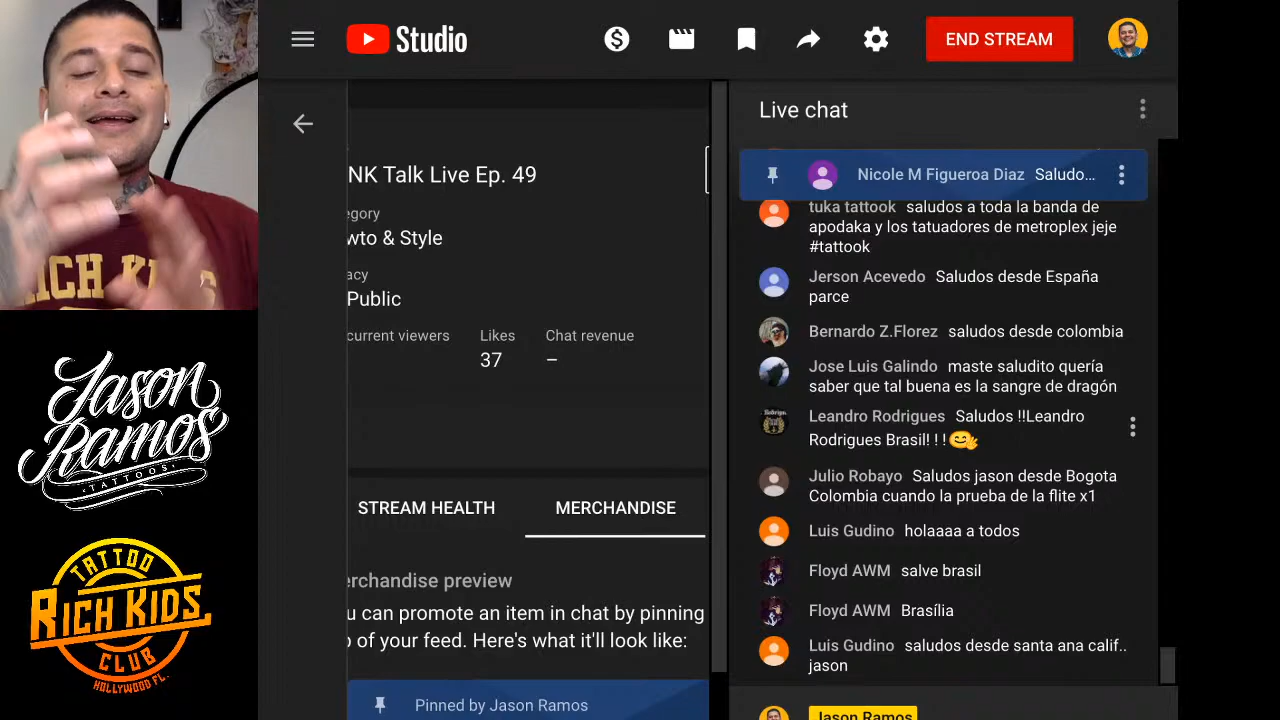 RICH KIDS
Jason
Ramos
TATTOOS
TATTOO
RICH KIDS.
CLUB
HOLLYWOOD FL.
Studio
END STREAM
NK Talk Live Ep. 49
egory
wto & Style
acy
Public
current viewers
Likes
37
Chat revenue
–
STREAM HEALTH
MERCHANDISE
erchandise preview
u can promote an item in chat by pinning
of your feed. Here's what it'll look like:
Pinned by Jason Ramos
Live chat
Nicole M Figueroa Diaz Saludo...
tuka tattook saludos a toda la banda de
apodaka y los tatuadores de metroplex jeje
#tattook
Jerson Acevedo Saludos desde España
parce
Bernardo Z.Florez saludos desde colombia
Jose Luis Galindo maste saludito quería
saber que tal buena es la sangre de dragón
Leandro Rodrigues Saludos !!Leandro
Rodrigues Brasil! ! !
Julio Robayo Saludos jason desde Bogota
Colombia cuando la prueba de la flite x1
Luis Gudino holaaaa a todos
Floyd AWM salve brasil
Floyd AWM Brasília
Luis Gudino saludos desde santa ana calif..
jason
Jason Ramos